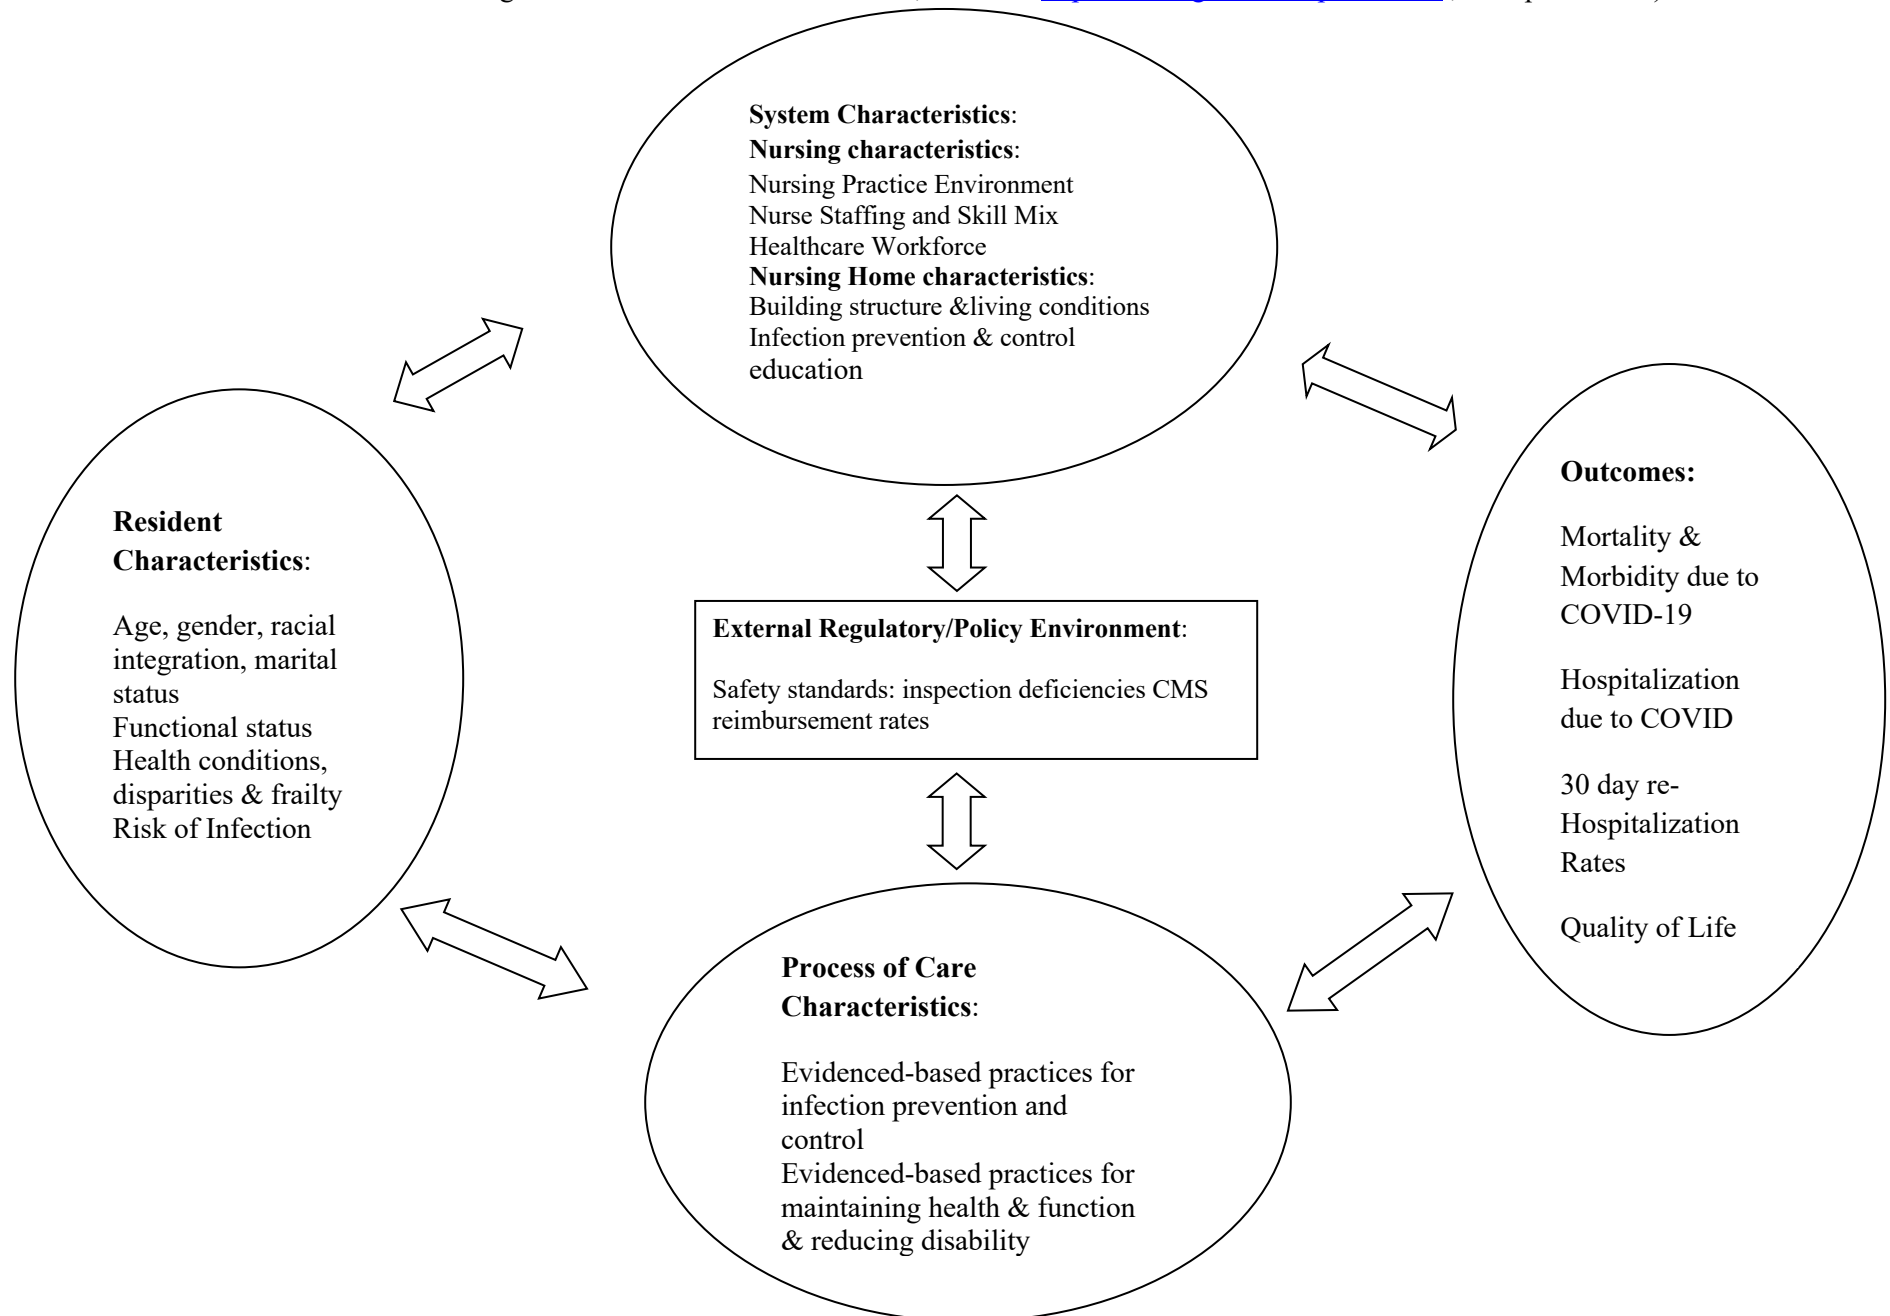 System Characteristics:
Nursing characteristics:
Nursing Practice Environment
Nurse Staffing and Skill Mix
Healthcare Workforce
Nursing Home characteristics:
Building structure &living conditions
Infection prevention & control
education
Resident
Characteristics:
Age, gender, racial
integration, marital
status
Functional status
Health conditions,
disparities & frailty
Risk of Infection
External Regulatory/Policy Environment:
Safety standards: inspection deficiencies CMS
reimbursement rates
Outcomes:
Mortality &
Morbidity due to
COVID-19
Hospitalization
due to COVID
30 day re-
Hospitalization
Rates
Quality of Life
Process of Care
Characteristics:
Evidenced-based practices for
infection prevention and
control
Evidenced-based practices for
maintaining health & function
& reducing disability